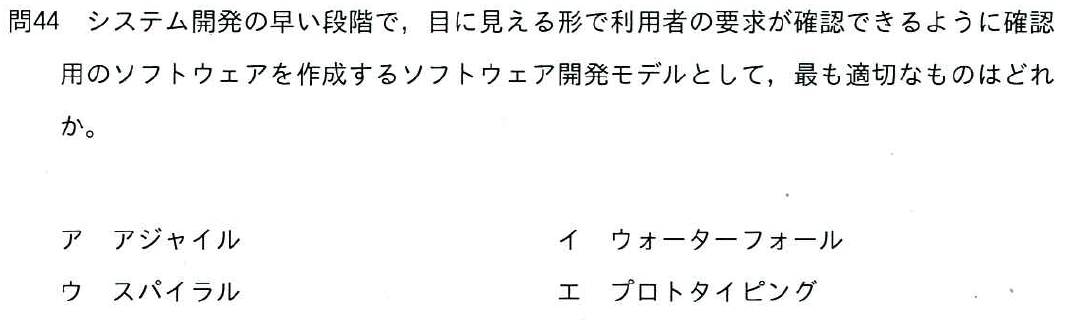 問44 システム開発の早い段階で，目に見える形で利用者の要求が確認できるように確認
用のソフトウェアを作成するソフトウェア開発モデルとして，最も適切なものはどれ
か。
ア アジャイル イ ウォーターフォール
ウ スパイラル エ プロトタイピング